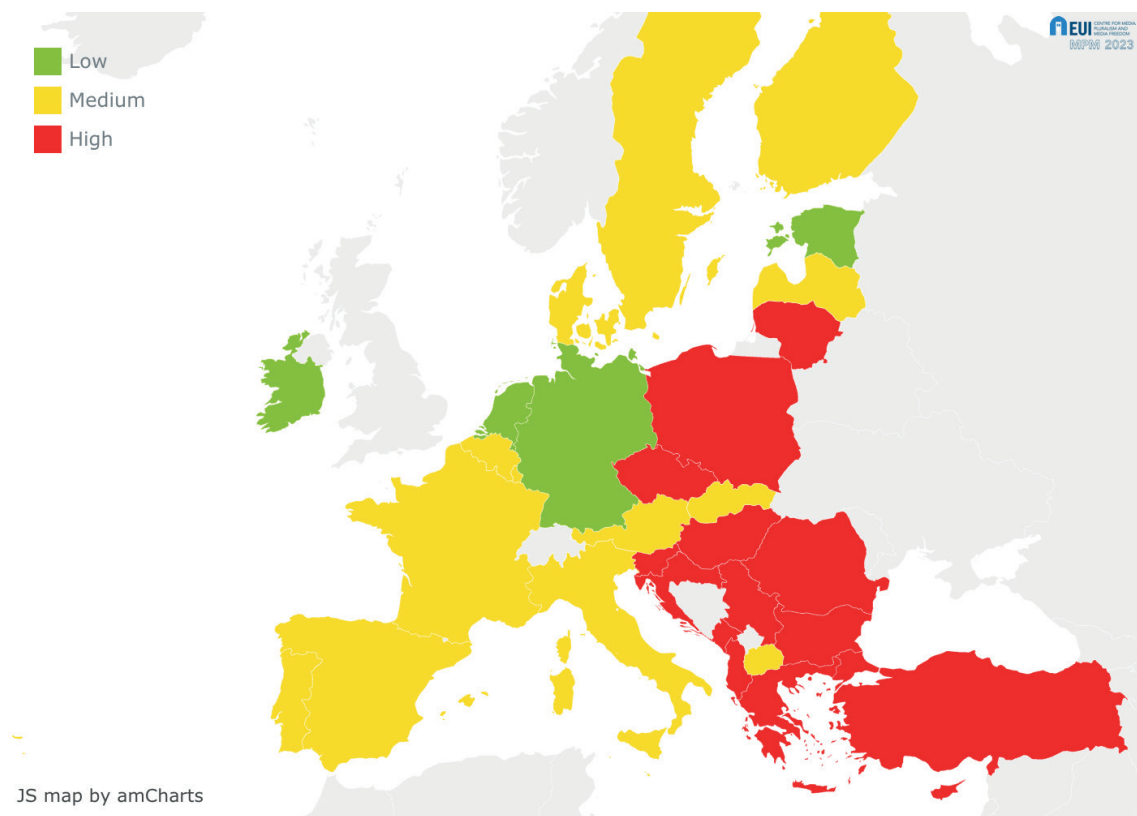 Low
Medium
High
EUI
CENTRE FOR MEDIA
PLURALISM AND
MEDIA FREEDOM
MPM 2023
JS map by amCharts